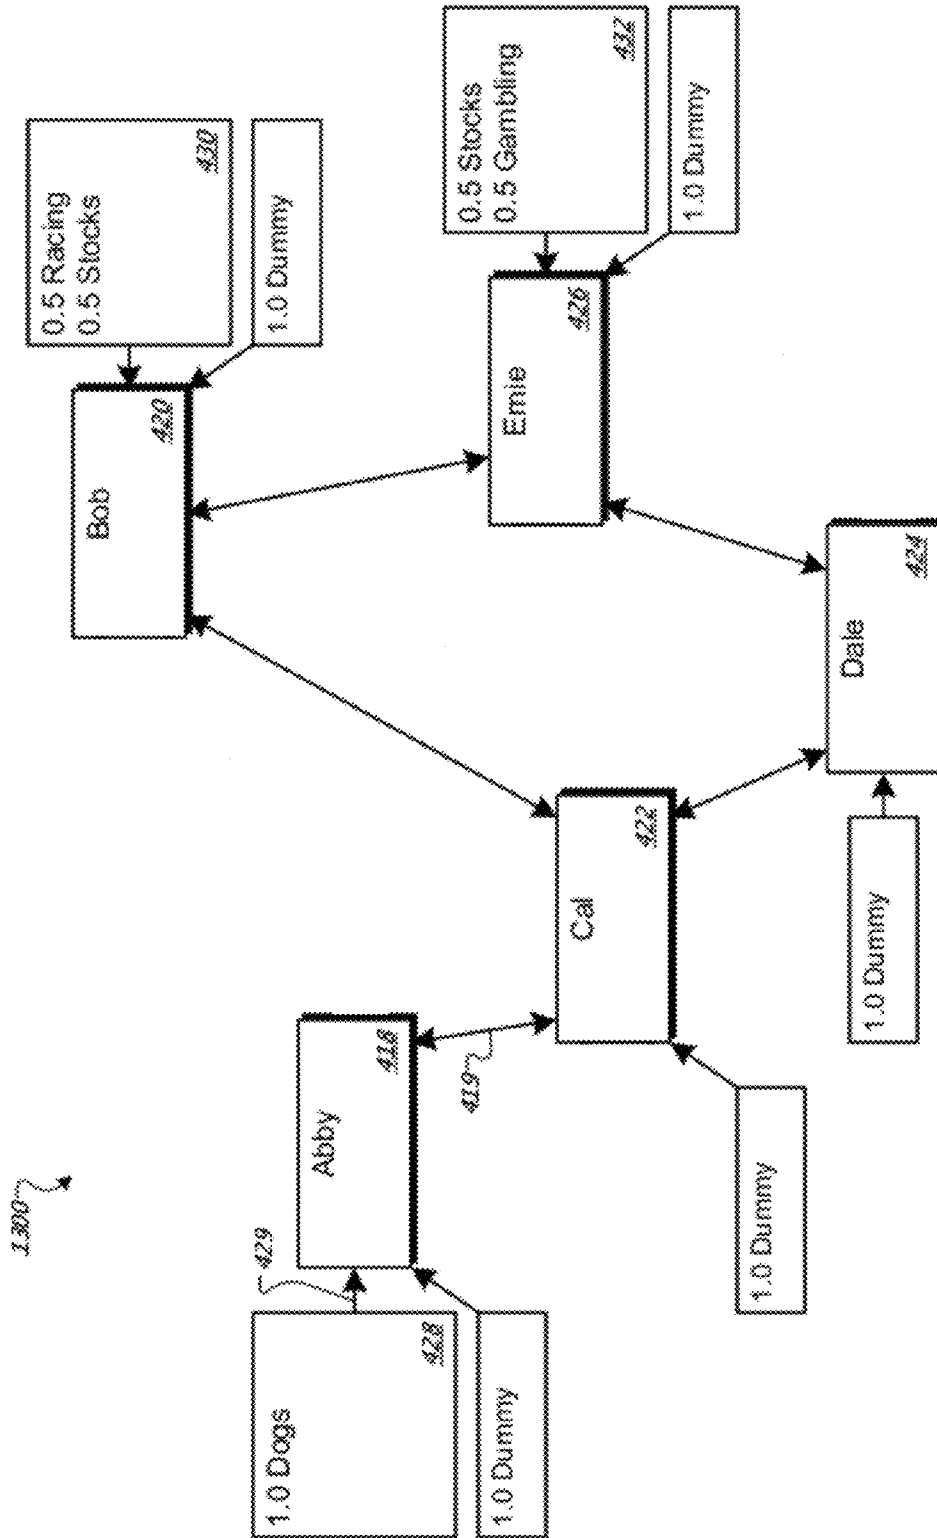 1300
Bob
420
0.5 Racing
0.5 Stocks
430
1.0 Dummy
1.0 Dogs
428
429
Abby
418
1.0 Dummy
419
Ernie
426
0.5 Stocks
0.5 Gambling
432
1.0 Dummy
Cal
422
1.0 Dummy
Dale
424
1.0 Dummy